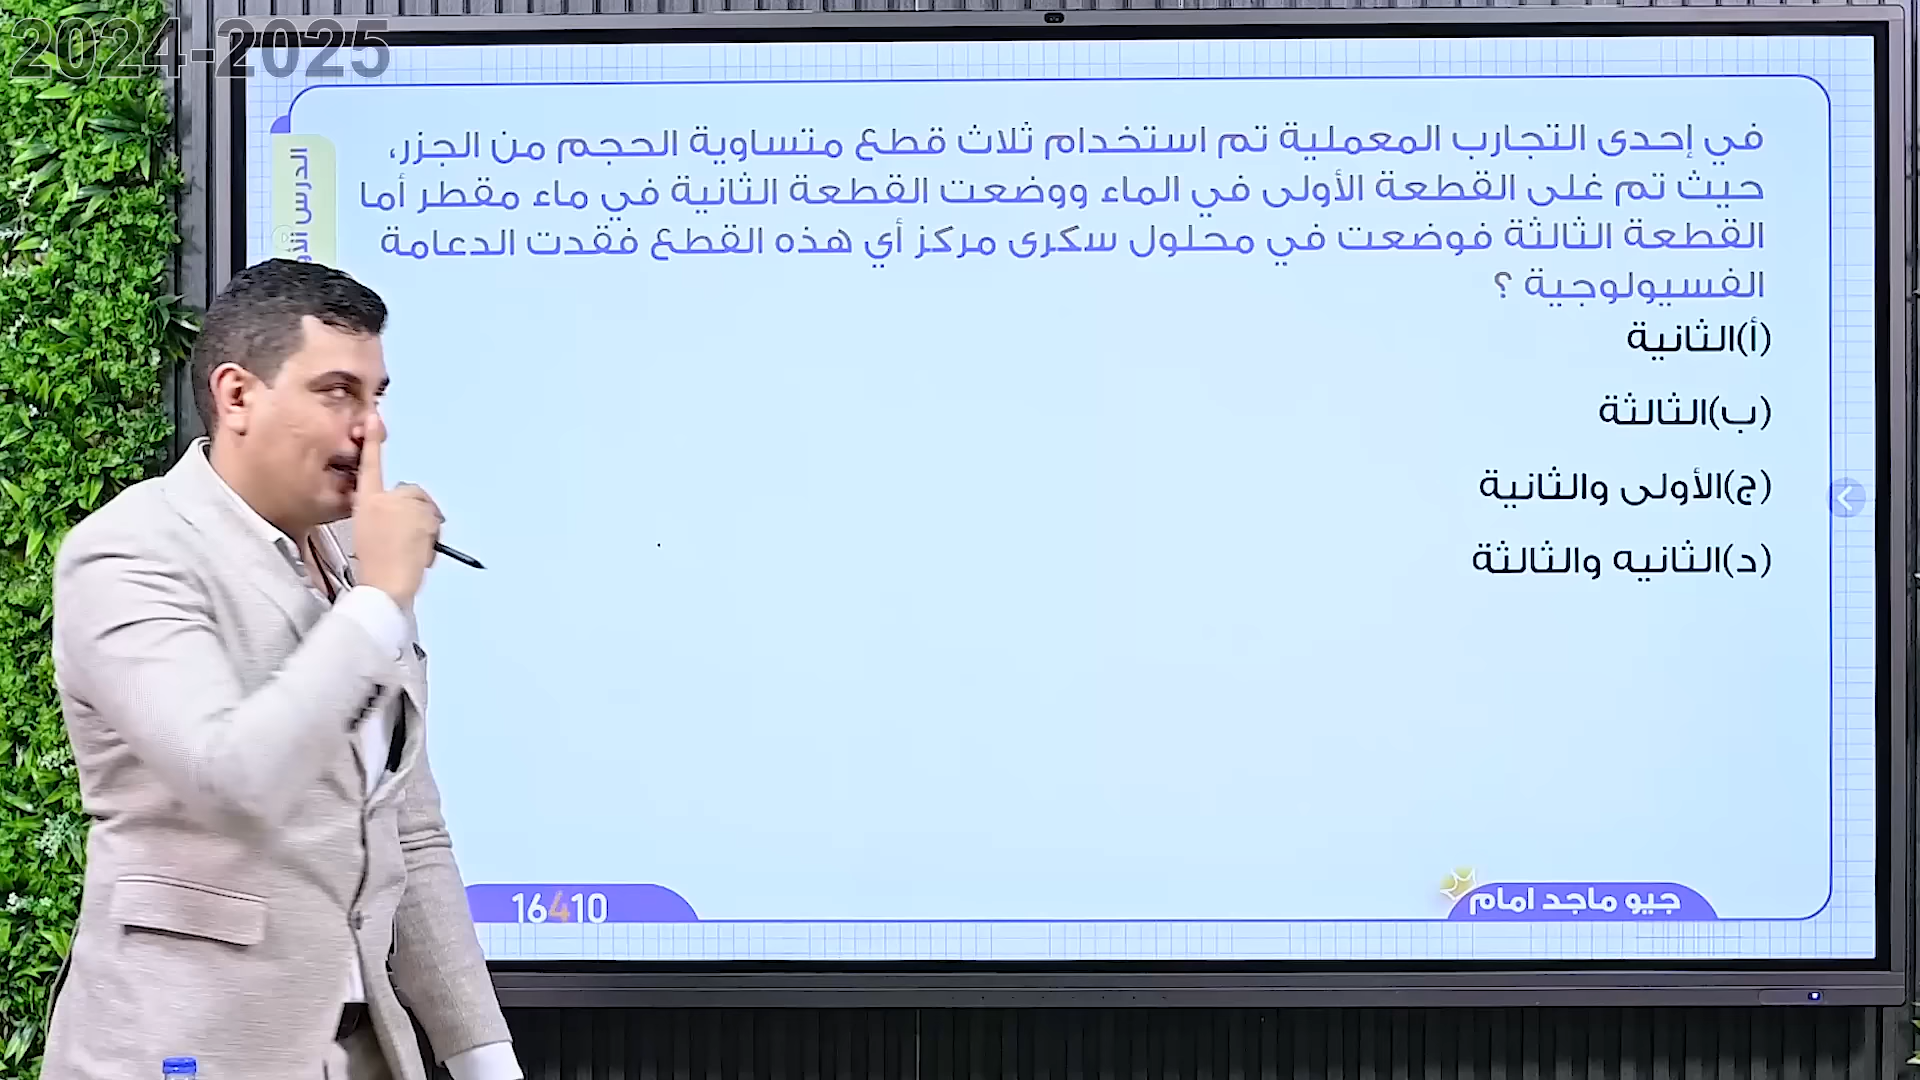 2024-2025
في إحدى التجارب المعملية تم استخدام ثلاث قطع متساوية الحجم من الجزر،
حيث تم غلى القطعة الأولى في الماء ووضعت القطعة الثانية في ماء مقطر أما
القطعة الثالثة فوضعت في محلول سكرى مركز أي هذه القطع فقدت الدعامة
الفسيولوجية ؟
(أ)الثانية
(ب)الثالثة
(ج)الأولى والثانية
(د)الثانيه والثالثة
الدرس
جيو ماجد امام
16410